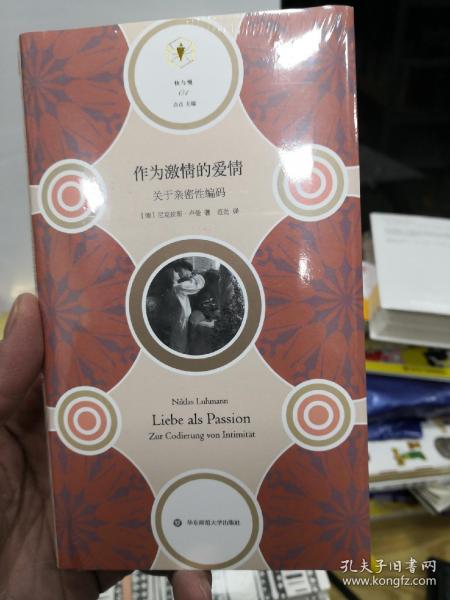 快与慢
04
点点 主编
作为激情的爱情
关于亲密性编码
[德] 尼克拉斯·卢曼 著 范劲 译
Niklas Luhmann
Liebe als Passion
Zur Codierung von Intimität
华东师范大学出版社
孔夫子旧书网
www.kongfz.com